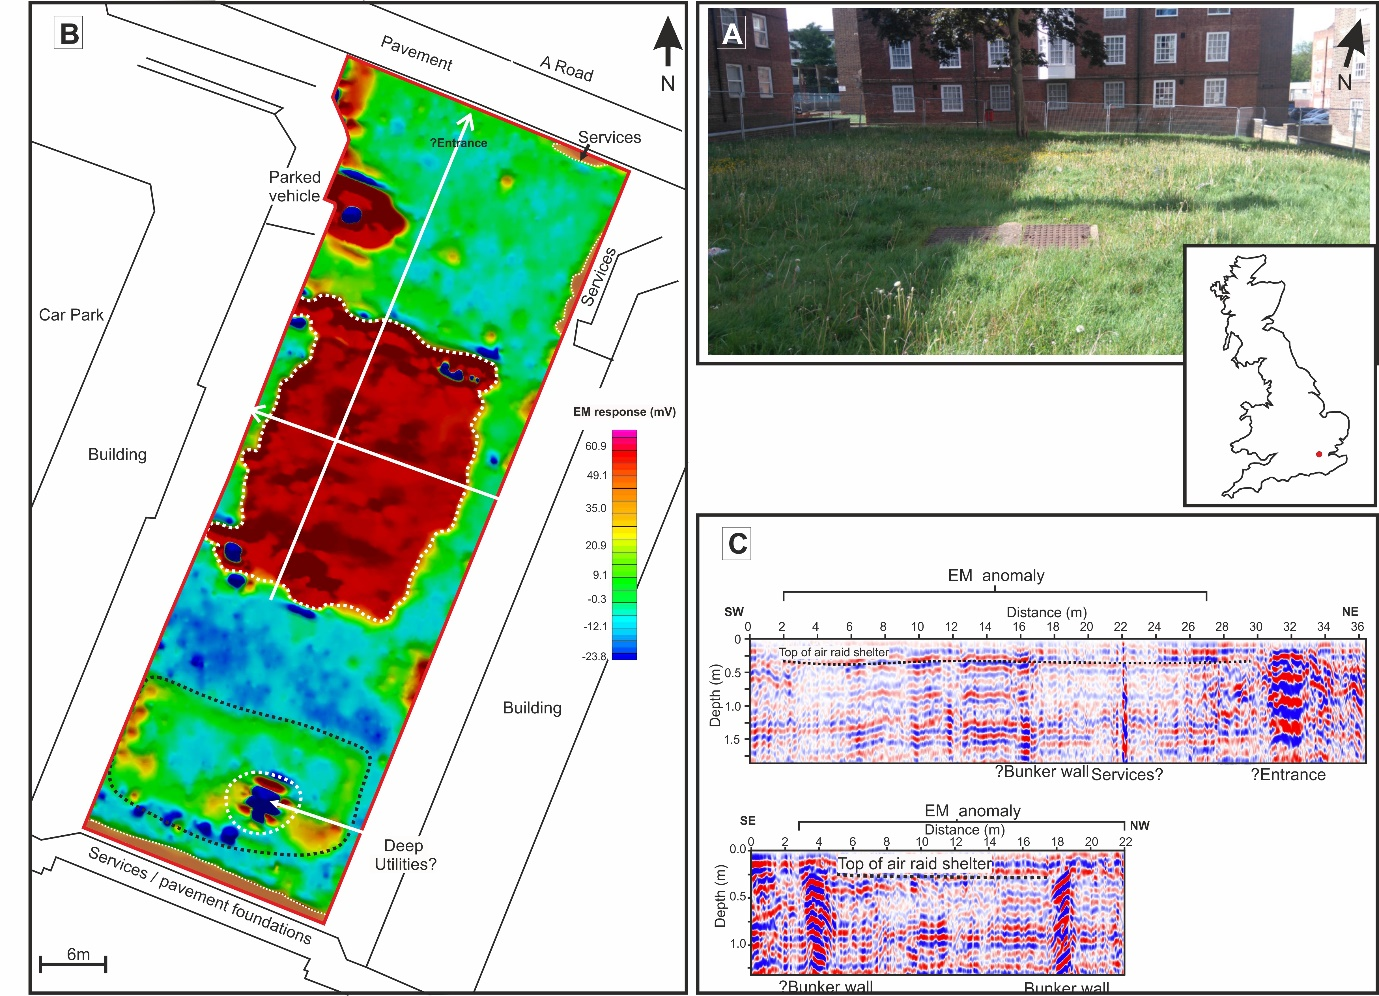 B
N
Pavement
A Road
Services
?Entrance
Parked
vehicle
Services
Car Park
Building
EM response (mV)
60.9
49.1
35.0
20.9
9.1
-0.3
-12.1
-23.8
Building
Deep
Utilities?
Services / pavement foundations
6m
A
N
C
EM anomaly
SW
Distance (m)
NE
0 2 4 6 8 10 12 14 16 18 20 22 24 26 28 30 32 34 36
Top of air raid shelter
Depth (m)
0
0.5
1.0
1.5
?Bunker wall
Services?
?Entrance
EM anomaly
SE
Distance (m)
NW
0 2 4 6 8 10 12 14 16 18 20 22
Top of air raid shelter
Depth (m)
0.0
0.5
1.0
?Bunker wall
Bunker wall